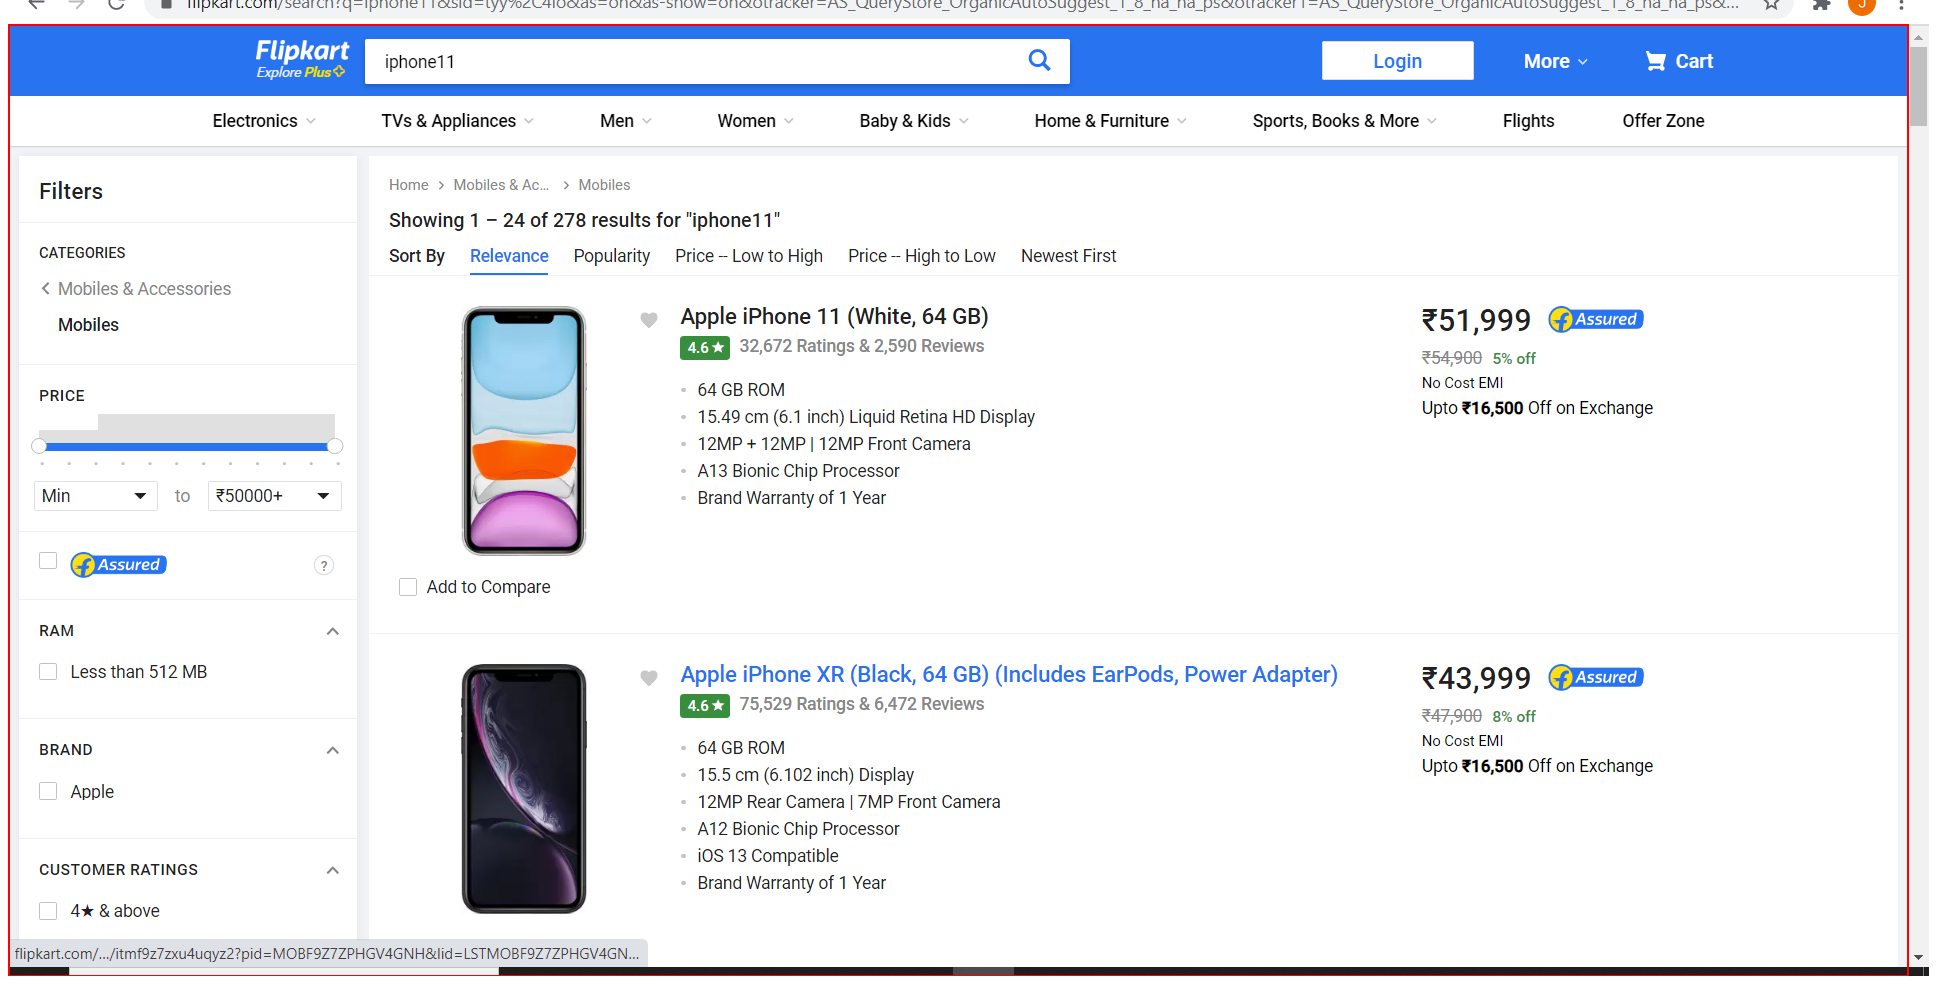 flipkart.com/search?q=iphone11&sid=tyy%2C4io&as=on&as-show=on&otracker=AS_QueryStore_OrganicAutoSuggest_1_8_na_na_ps&otracker1=AS_QueryStore_OrganicAutoSuggest_1_8_na_na_ps&...
J
Flipkart
Explore Plus
iphone11
Login
More
Cart
Electronics
TVs & Appliances
Men
Women
Baby & Kids
Home & Furniture
Sports, Books & More
Flights
Offer Zone
Filters
CATEGORIES
Mobiles & Accessories
Mobiles
PRICE
Min
to
₹50000+
f Assured
?
RAM
Less than 512 MB
BRAND
Apple
CUSTOMER RATINGS
4★ & above
Home > Mobiles & Ac... > Mobiles
Showing 1 – 24 of 278 results for "iphone11"
Sort By Relevance Popularity Price -- Low to High Price -- High to Low Newest First
Apple iPhone 11 (White, 64 GB)
4.6★ 32,672 Ratings & 2,590 Reviews
64 GB ROM
15.49 cm (6.1 inch) Liquid Retina HD Display
12MP + 12MP | 12MP Front Camera
A13 Bionic Chip Processor
Brand Warranty of 1 Year
₹51,999 f Assured
₹54,900 5% off
No Cost EMI
Upto ₹16,500 Off on Exchange
Add to Compare
Apple iPhone XR (Black, 64 GB) (Includes EarPods, Power Adapter)
4.6★ 75,529 Ratings & 6,472 Reviews
64 GB ROM
15.5 cm (6.102 inch) Display
12MP Rear Camera | 7MP Front Camera
A12 Bionic Chip Processor
iOS 13 Compatible
Brand Warranty of 1 Year
₹43,999 f Assured
₹47,900 8% off
No Cost EMI
Upto ₹16,500 Off on Exchange
flipkart.com/.../itmf9z7zxu4uqyz2?pid=MOBF9Z7ZPHGV4GNH&lid=LSTMOBF9Z7ZPHGV4GN...